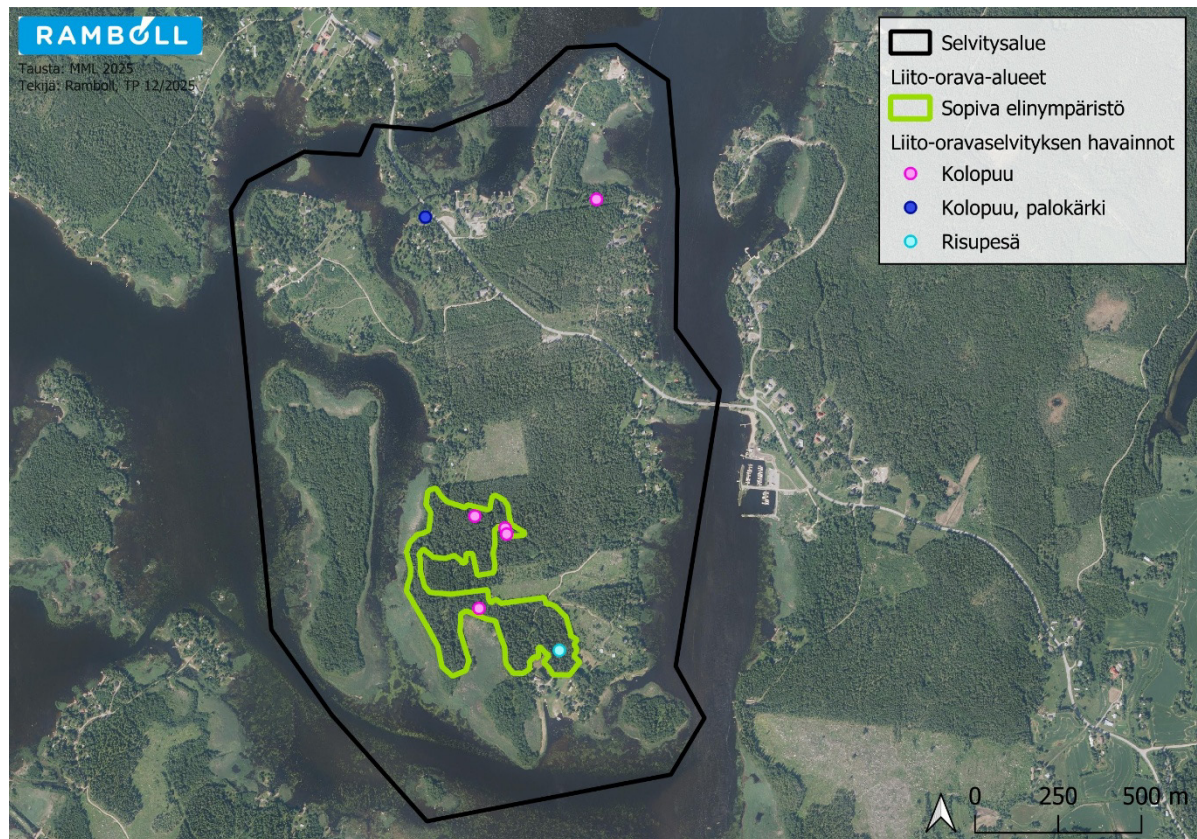 RAMBOLL
Tausta: MML 2025
Tekijä: Ramboll, TP 12/2025
Selvitysalue
Liito-orava-alueet
Sopiva elinympäristö
Liito-oravaselvityksen havainnot
Kolopuu
Kolopuu, palokärki
Risupesä
0 250 500 m